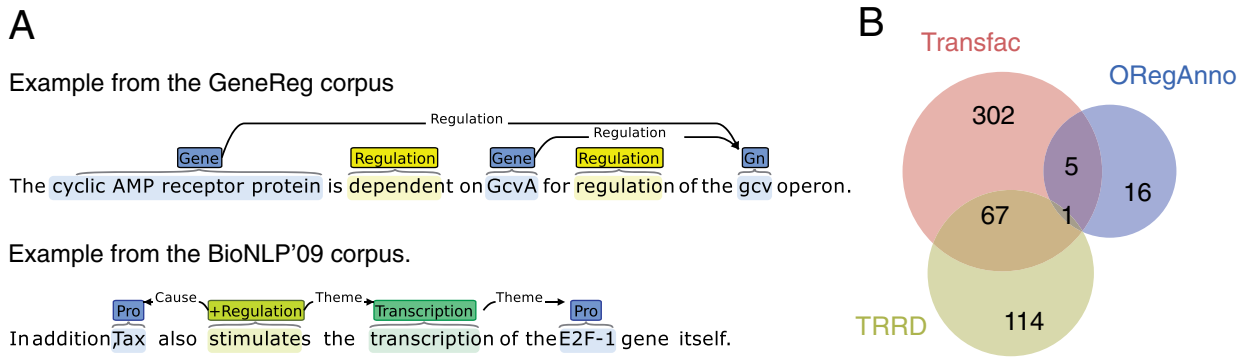 A
Example from the GeneReg corpus
Regulation
Regulation
Gene Regulation Gene Regulation Gn
The cyclic AMP receptor protein is dependent on GcvA for regulation of the gcv operon.
Example from the BioNLP'09 corpus.
Cause Theme Theme
Pro +Regulation Transcription Pro
In addition, Tax also stimulates the transcription of the E2F-1 gene itself.
B
Transfac
ORegAnno
302
5
16
67
1
TRRD
114